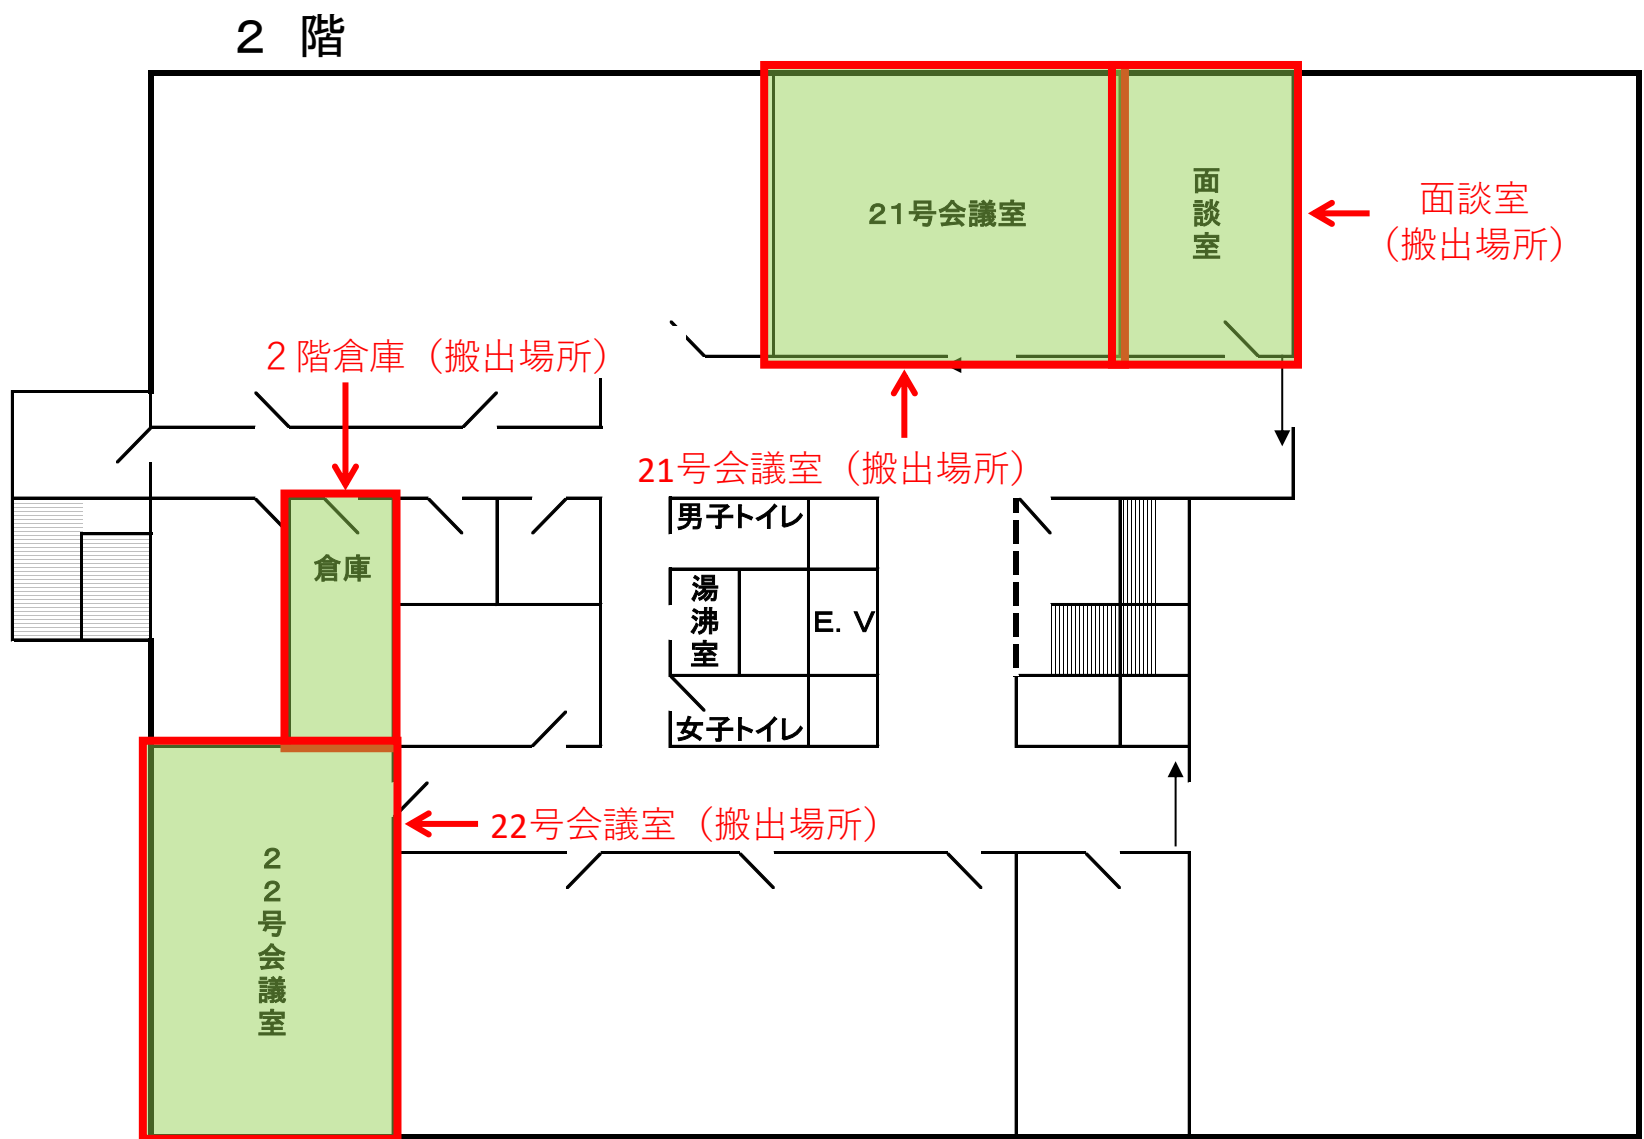 ２　階
21号会議室
面談室
面談室
（搬出場所）
２階倉庫（搬出場所）
21号会議室（搬出場所）
男子トイレ
倉庫
湯沸室
E. V
女子トイレ
22号会議室（搬出場所）
２２号会議室